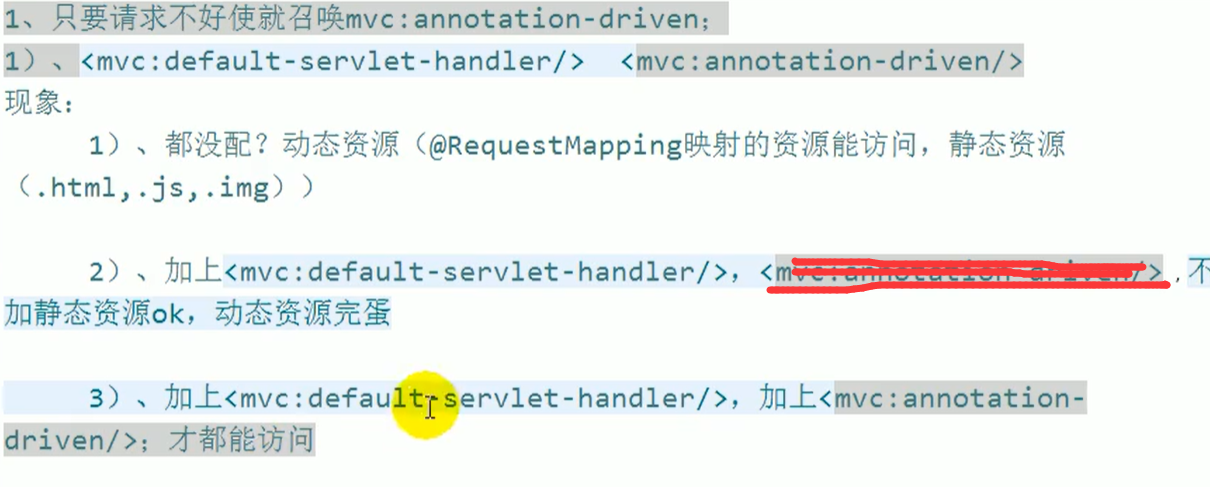 1、只要请求不好使就召唤mvc:annotation-driven;
1)、<mvc:default-servlet-handler/> <mvc:annotation-driven/>
现象:
1)、都没配?动态资源(@RequestMapping映射的资源能访问,静态资源
(.html,.js,.img))
2)、加上<mvc:default-servlet-handler/>,<mvc:annotation-driven/>,不
加静态资源ok,动态资源完蛋
3)、加上<mvc:default-servlet-handler/>,加上<mvc:annotation-
driven/>;才都能访问